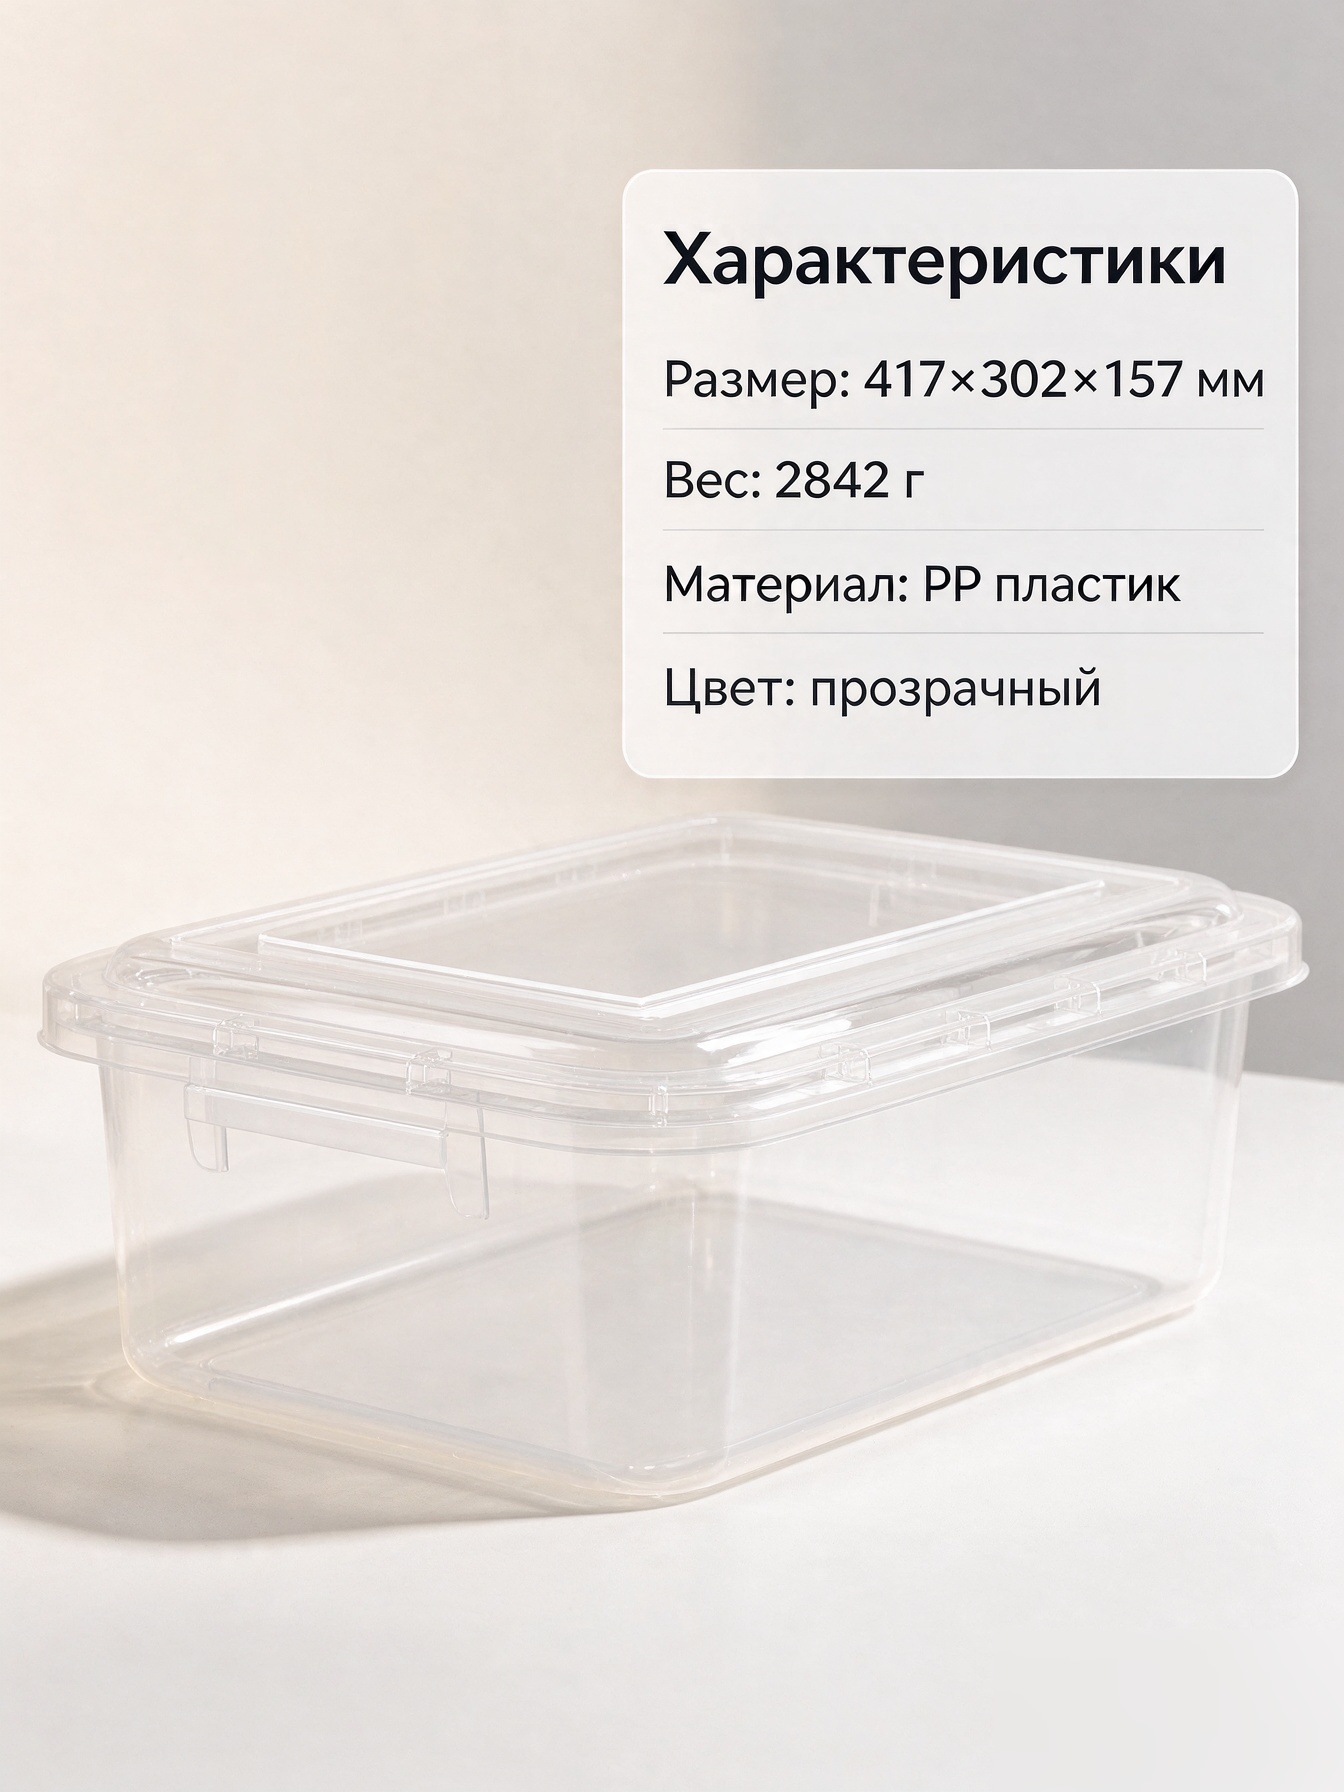 Характеристики
Размер: 417×302×157 мм
Вес: 2842 г
Материал: PP пластик
Цвет: прозрачный